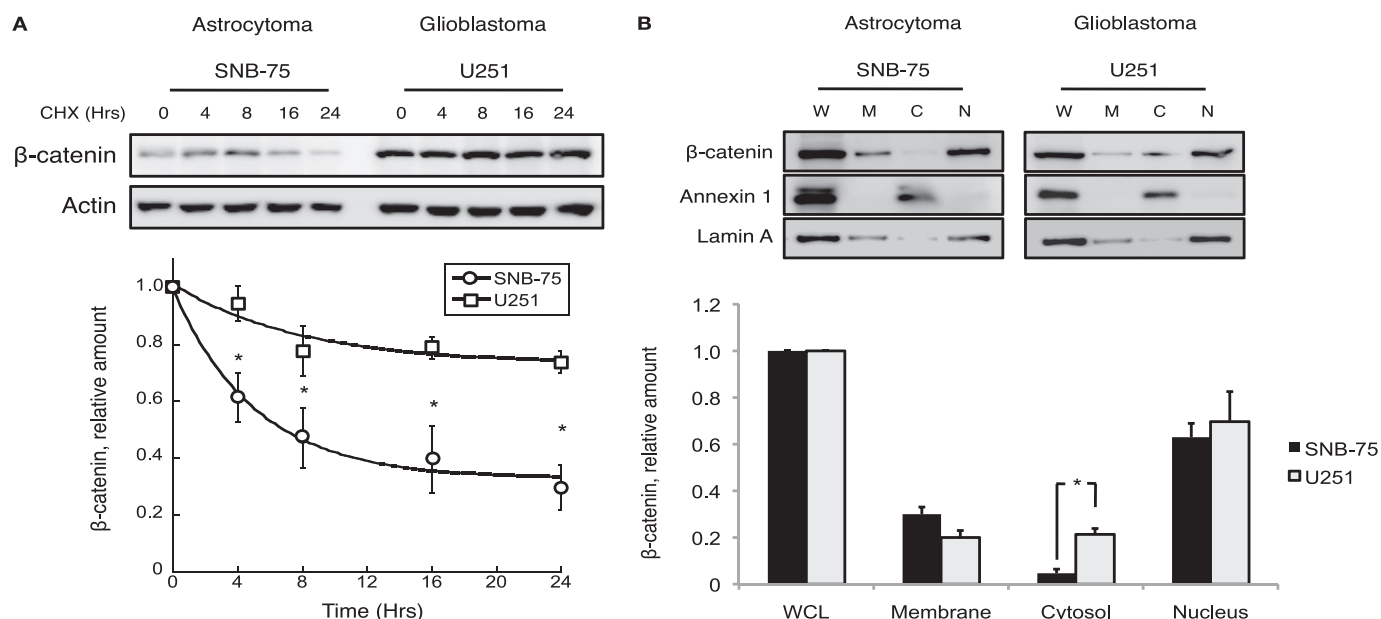 A
Astrocytoma
Glioblastoma
SNB-75
U251
CHX (Hrs)
0 4 8 16 24
0 4 8 16 24
β-catenin
Actin
SNB-75
U251
β-catenin, relative amount
1.0
0.8
0.6
0.4
0.2
0
*
*
*
*
0 4 8 12 16 20 24
Time (Hrs)
B
Astrocytoma
Glioblastoma
SNB-75
U251
W M C N
W M C N
β-catenin
Annexin 1
Lamin A
β-catenin, relative amount
1.2
1.0
0.8
0.6
0.4
0.2
0
*
SNB-75
U251
WCL Membrane Cytosol Nucleus